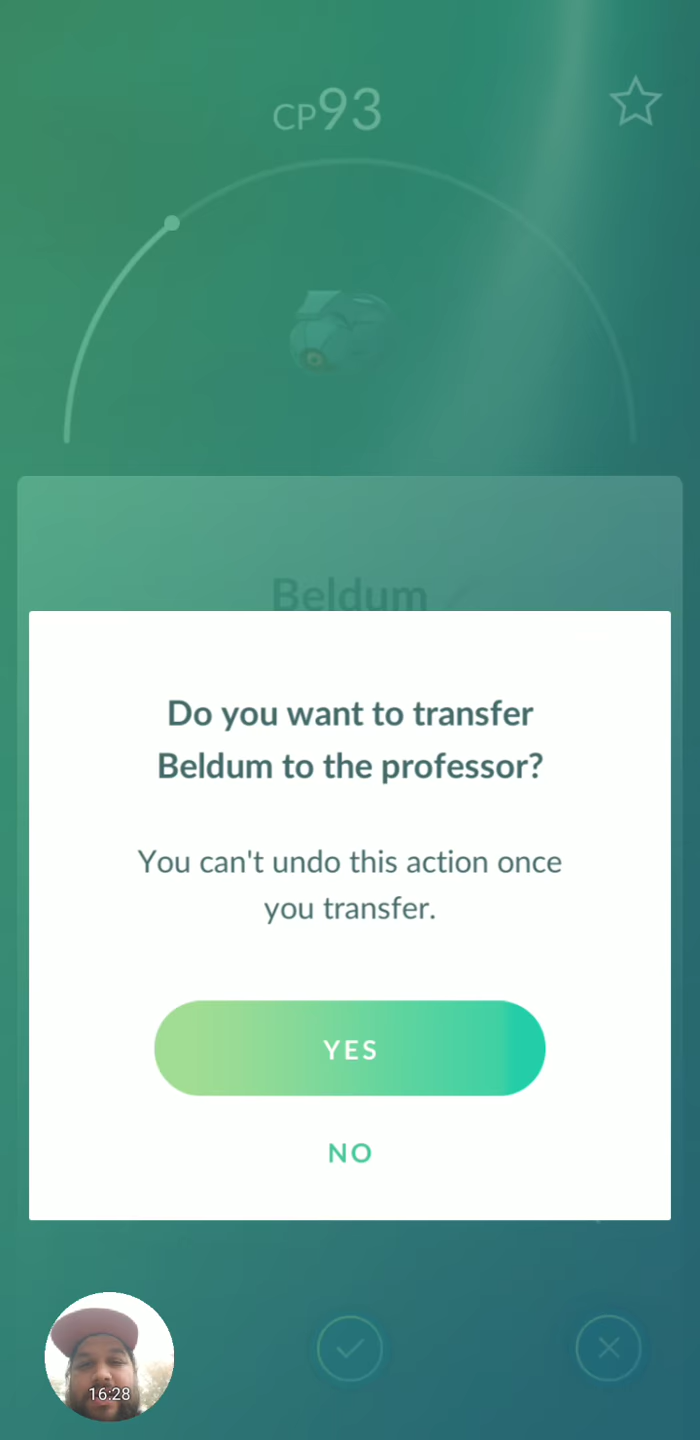 CP93
Beldum
Do you want to transfer
Beldum to the professor?
You can't undo this action once
you transfer.
YES
NO
16:28